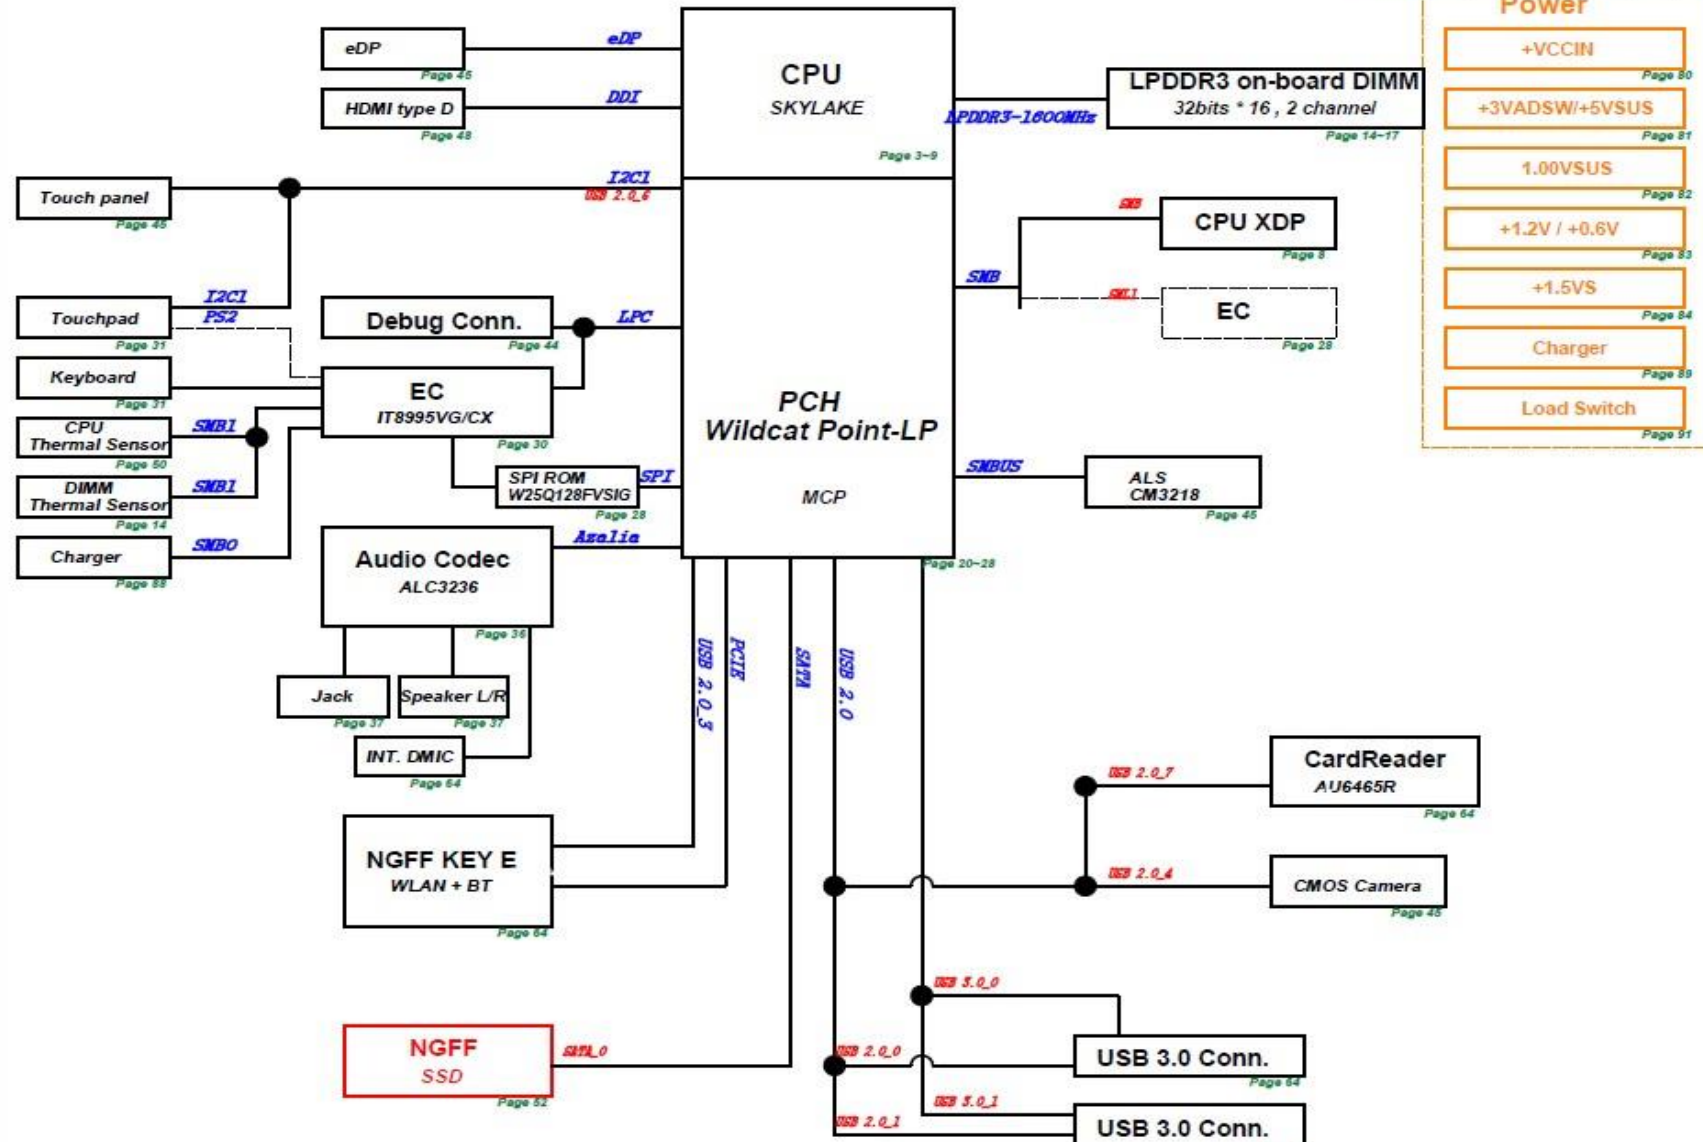 Power
eDP
eDP
Page 45
HDMI type D
DDI
Page 48
CPU
SKYLAKE
Page 3~9
LPDDR3-1600MHz
LPDDR3 on-board DIMM
32bits * 16 , 2 channel
Page 14~17
+VCCIN
Page 80
+3VADSW/+5VSUS
Page 81
1.00VSUS
Page 82
+1.2V / +0.6V
Page 83
+1.5VS
Page 84
Charger
Page 89
Load Switch
Page 91
Touch panel
Page 45
I2C1
USB 2.0_6
SMB
SMB
CPU XDP
Page 8
SML1
EC
Page 28
Touchpad
Page 31
I2C1
PS2
Debug Conn.
Page 44
LPC
Keyboard
Page 31
EC
IT8995VG/CX
Page 30
CPU
Thermal Sensor
Page 50
SMB1
DIMM
Thermal Sensor
Page 14
SMB1
SPI ROM
W25Q128FVSIG
Page 28
SPI
PCH
Wildcat Point-LP
MCP
Page 20~28
SMBUS
ALS
CM3218
Page 45
Charger
Page 88
SMB0
Audio Codec
ALC3236
Page 36
Azalia
Jack
Page 37
Speaker L/R
Page 37
INT. DMIC
Page 64
USB 2.0_3
PCIE
SATA
USB 2.0
NGFF KEY E
WLAN + BT
Page 64
USB 2.0_7
CardReader
AU6465R
Page 64
USB 2.0_4
CMOS Camera
Page 45
NGFF
SSD
Page 52
SATA_0
USB 3.0_0
USB 2.0_0
USB 3.0 Conn.
Page 64
USB 3.0_1
USB 2.0_1
USB 3.0 Conn.